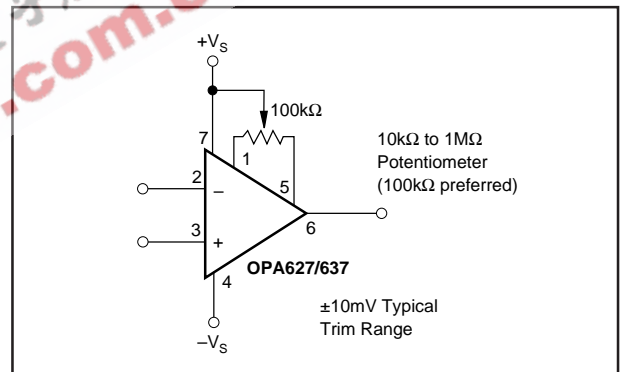 .com.c
+VS
100kΩ
7
1
10kΩ to 1MΩ
Potentiometer
(100kΩ preferred)
2
–
5
3
+
6
OPA627/637
4
±10mV Typical
Trim Range
–VS